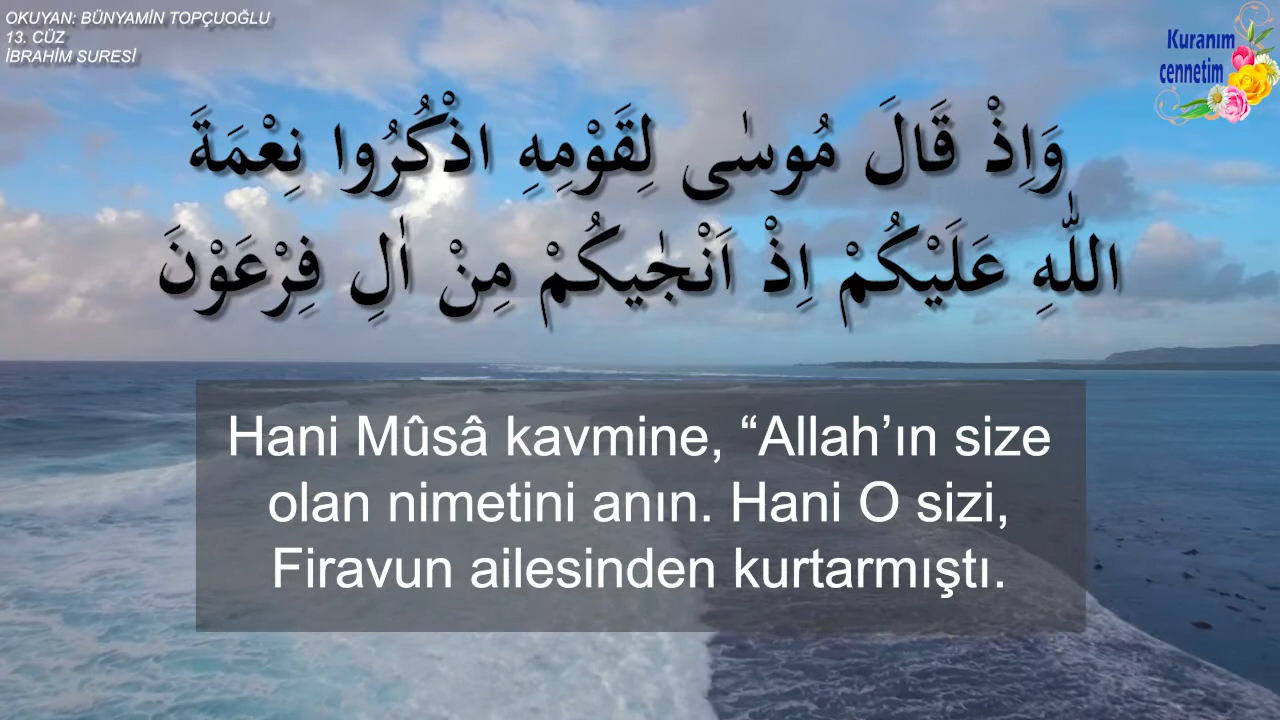 OKUYAN: BÜNYAMİN TOPÇUOĞLU
13. CÜZ
İBRAHİM SURESİ
Kuranım
cennetim
وَاِذْ قَالَ مُوسٰى لِقَوْمِهِ اذْكُرُوا نِعْمَةَ
اللّٰهِ عَلَيْكُمْ اِذْ اَنْجٰيكُمْ مِنْ اٰلِ فِرْعَوْنَ
Hani Mûsâ kavmine, “Allah’ın size
olan nimetini anın. Hani O sizi,
Firavun ailesinden kurtarmıştı.